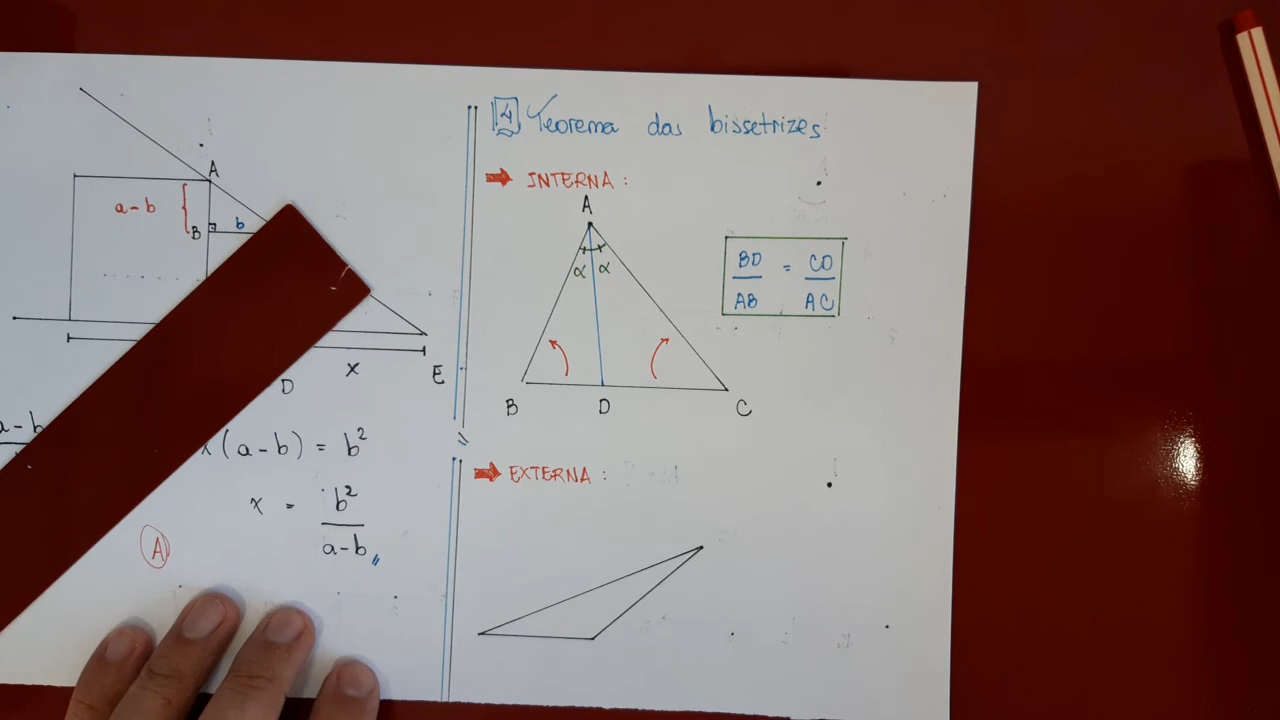 A
a-b
b
B
x
D
E
a-b
(a-b) = b²
x = b²
a-b
A
4 Teorema das bissetrizes
INTERNA :
A
α α
BD = CD
AB AC
B D C
EXTERNA :